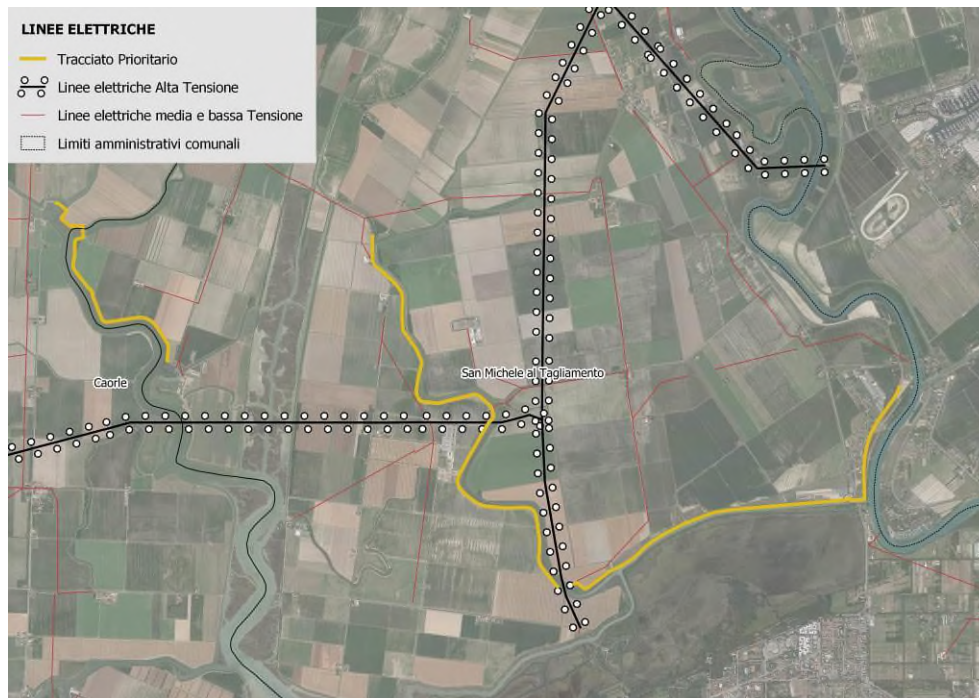 LINEE ELETTRICHE
Tracciato Prioritario
Linee elettriche Alta Tensione
Linee elettriche media e bassa Tensione
Limiti amministrativi comunali
San Michele al Tagliamento
Caorle